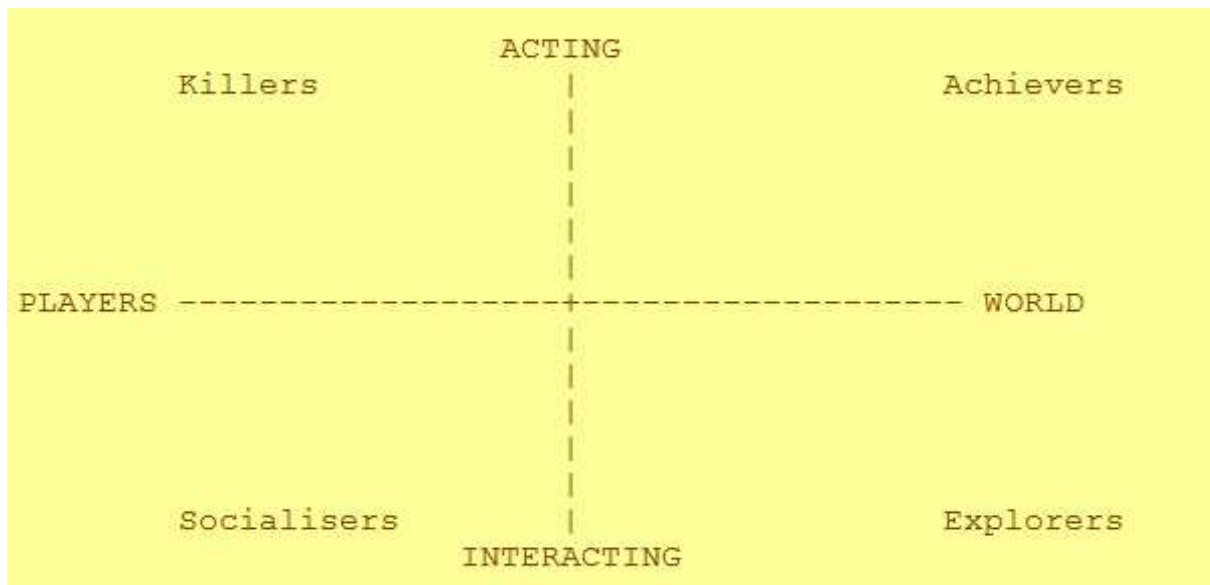 ACTING
Killers Achievers
PLAYERS WORLD
Socialisers Explorers
INTERACTING